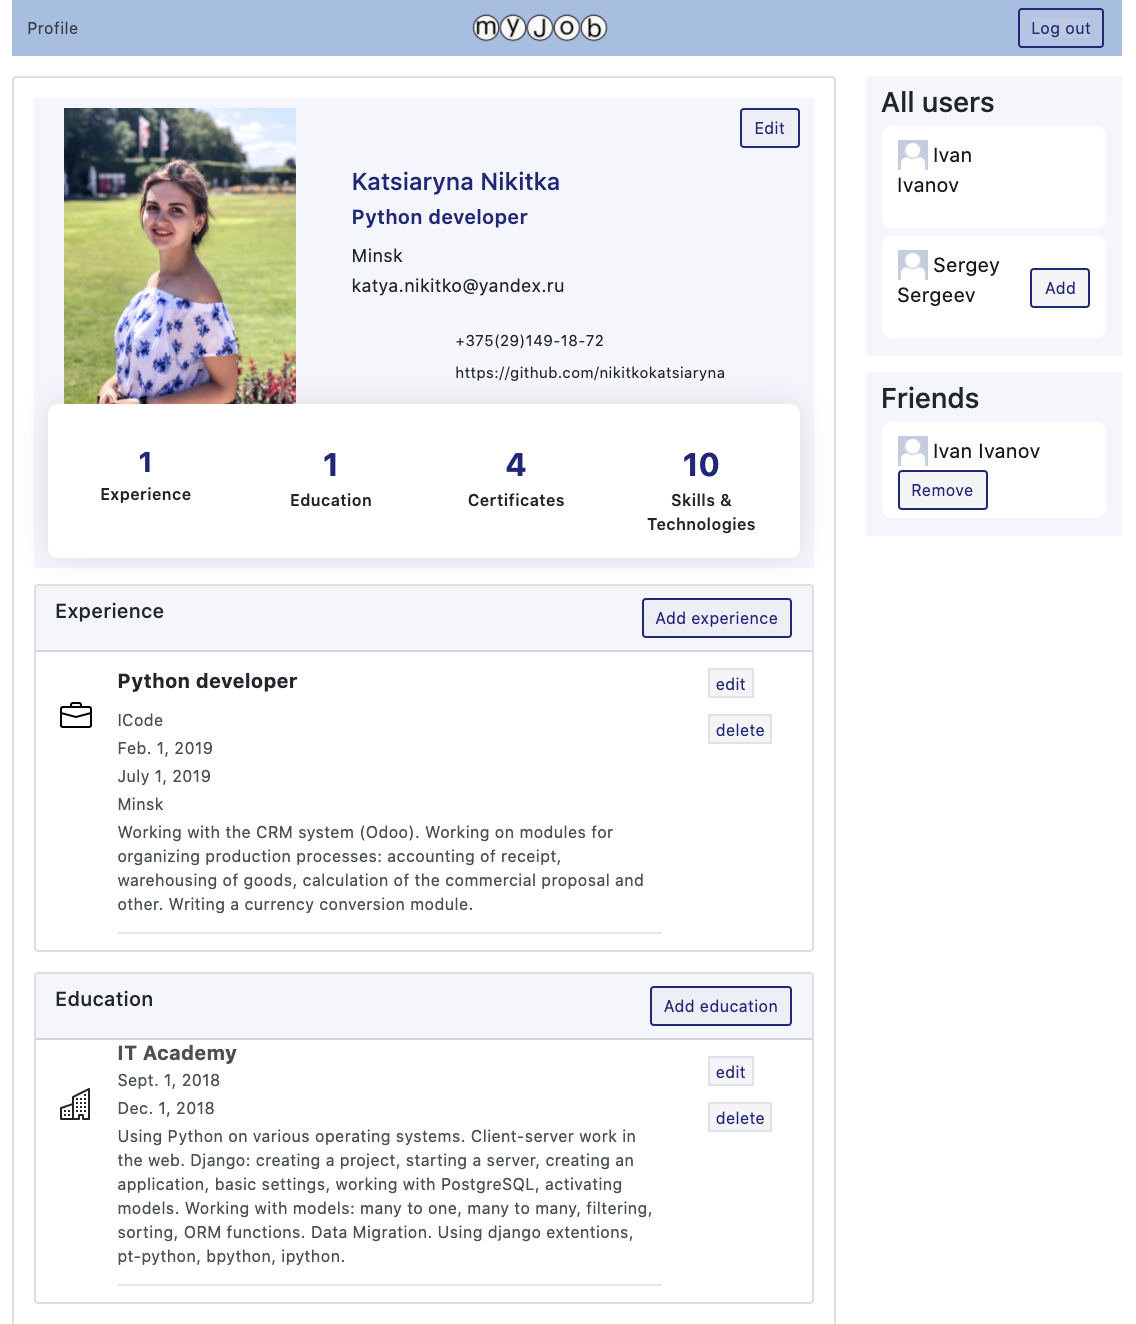 Profile
myJob
Log out
Edit
Katsiaryna Nikitka
Python developer
Minsk
katya.nikitko@yandex.ru
+375(29)149-18-72
https://github.com/nikitkokatsiaryna
1
Experience
1
Education
4
Certificates
10
Skills &
Technologies
Experience
Add experience
Python developer
edit
delete
ICode
Feb. 1, 2019
July 1, 2019
Minsk
Working with the CRM system (Odoo). Working on modules for
organizing production processes: accounting of receipt,
warehousing of goods, calculation of the commercial proposal and
other. Writing a currency conversion module.
Education
Add education
IT Academy
edit
delete
Sept. 1, 2018
Dec. 1, 2018
Using Python on various operating systems. Client-server work in
the web. Django: creating a project, starting a server, creating an
application, basic settings, working with PostgreSQL, activating
models. Working with models: many to one, many to many, filtering,
sorting, ORM functions. Data Migration. Using django extentions,
pt-python, bpython, ipython.
All users
Ivan
Ivanov
Sergey
Sergeev
Add
Friends
Ivan Ivanov
Remove